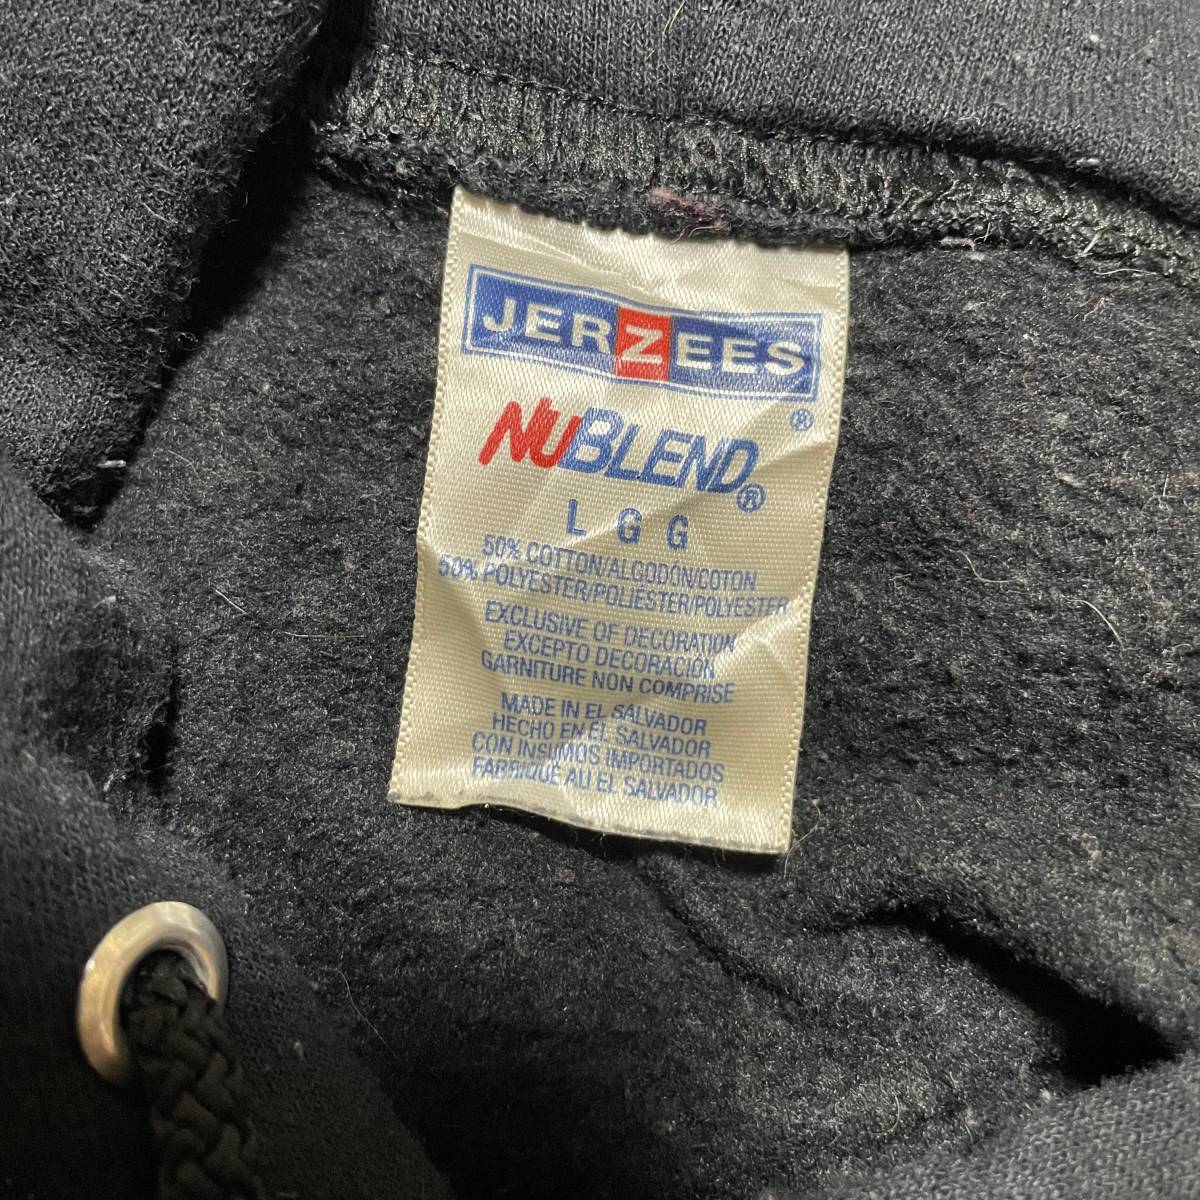 JERZEES
®
NUBLEND®
L G G
50% COTTON/ALGODÓN/COTON
50% POLYESTER/POLIESTER/POLYESTER
EXCLUSIVE OF DECORATION
EXCEPTO DECORACIÓN
GARNITURE NON COMPRISE
MADE IN EL SALVADOR
HECHO EN EL SALVADOR
CON INSUMOS IMPORTADOS
FABRIQUÉ AU EL SALVADOR